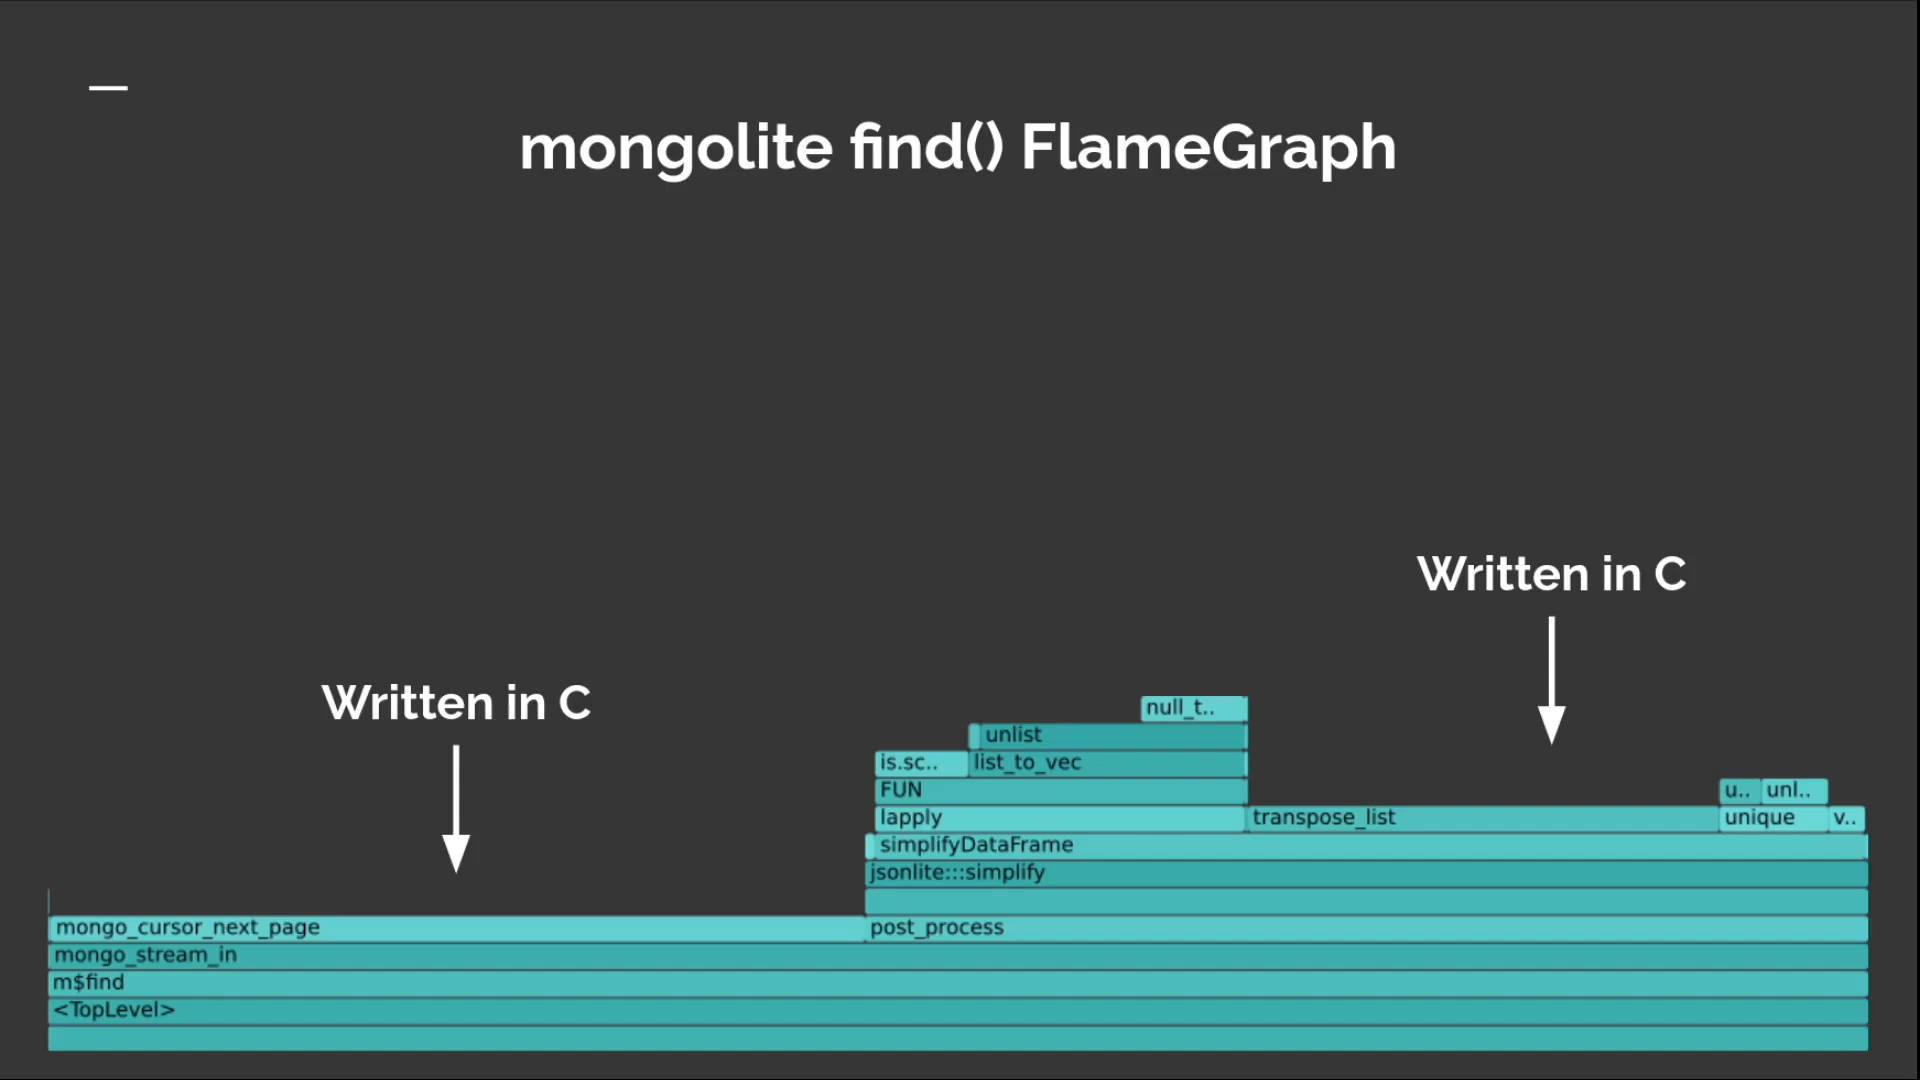 mongolite find() FlameGraph
Written in C
Written in C
null_t..
unlist
is.sc.. list_to_vec
FUN u.. unl..
lapply transpose_list unique v..
simplifyDataFrame
jsonlite:::simplify
mongo_cursor_next_page post_process
mongo_stream_in
m$find
<TopLevel>